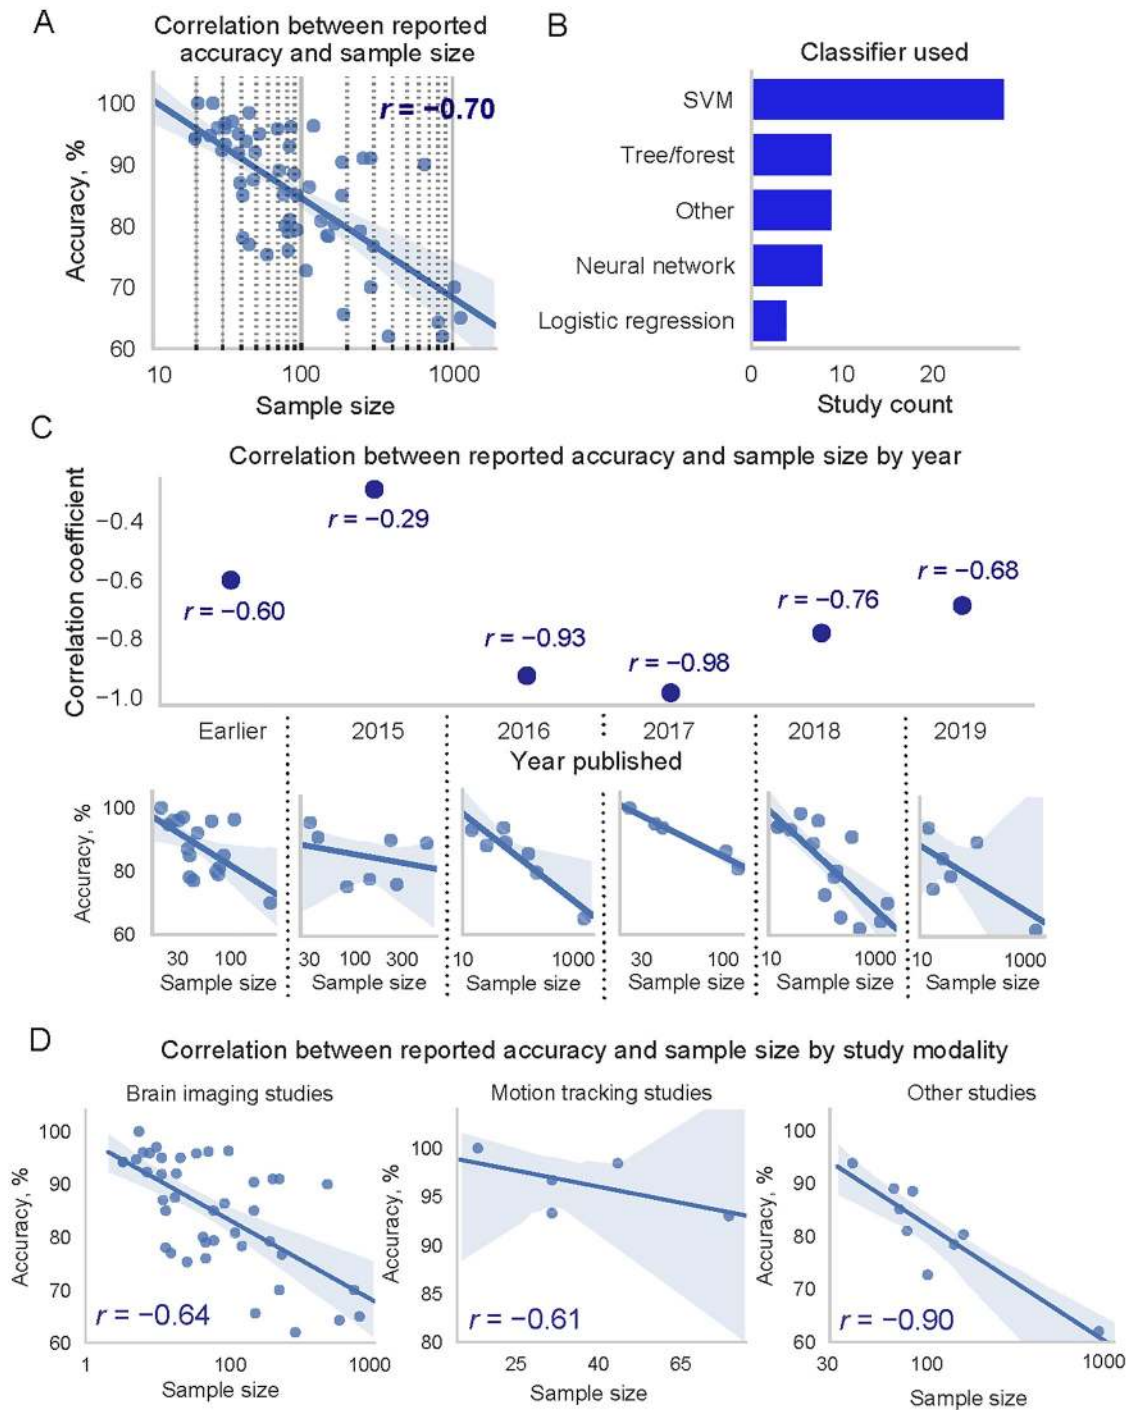 A
Correlation between reported
accuracy and sample size
r = −0.70
100
90
80
70
60
Accuracy, %
10 100 1000
Sample size
B
Classifier used
SVM
Tree/forest
Other
Neural network
Logistic regression
0 10 20
Study count
C
Correlation between reported accuracy and sample size by year
Correlation coefficient
−0.4
−0.6
−0.8
−1.0
r = −0.60
r = −0.29
r = −0.93
r = −0.98
r = −0.76
r = −0.68
Earlier 2015 2016 2017 2018 2019
Year published
Accuracy, %
100
80
60
30 100
30 100 300
10 1000
30 100
10 1000
10 1000
Sample size Sample size Sample size Sample size Sample size Sample size
D
Correlation between reported accuracy and sample size by study modality
Brain imaging studies
Accuracy, %
100
90
80
70
60
r = −0.64
1 100 1000
Sample size
Motion tracking studies
Accuracy, %
100
95
90
85
80
r = −0.61
25 40 65
Sample size
Other studies
Accuracy, %
100
90
80
70
60
r = −0.90
30 100 1000
Sample size